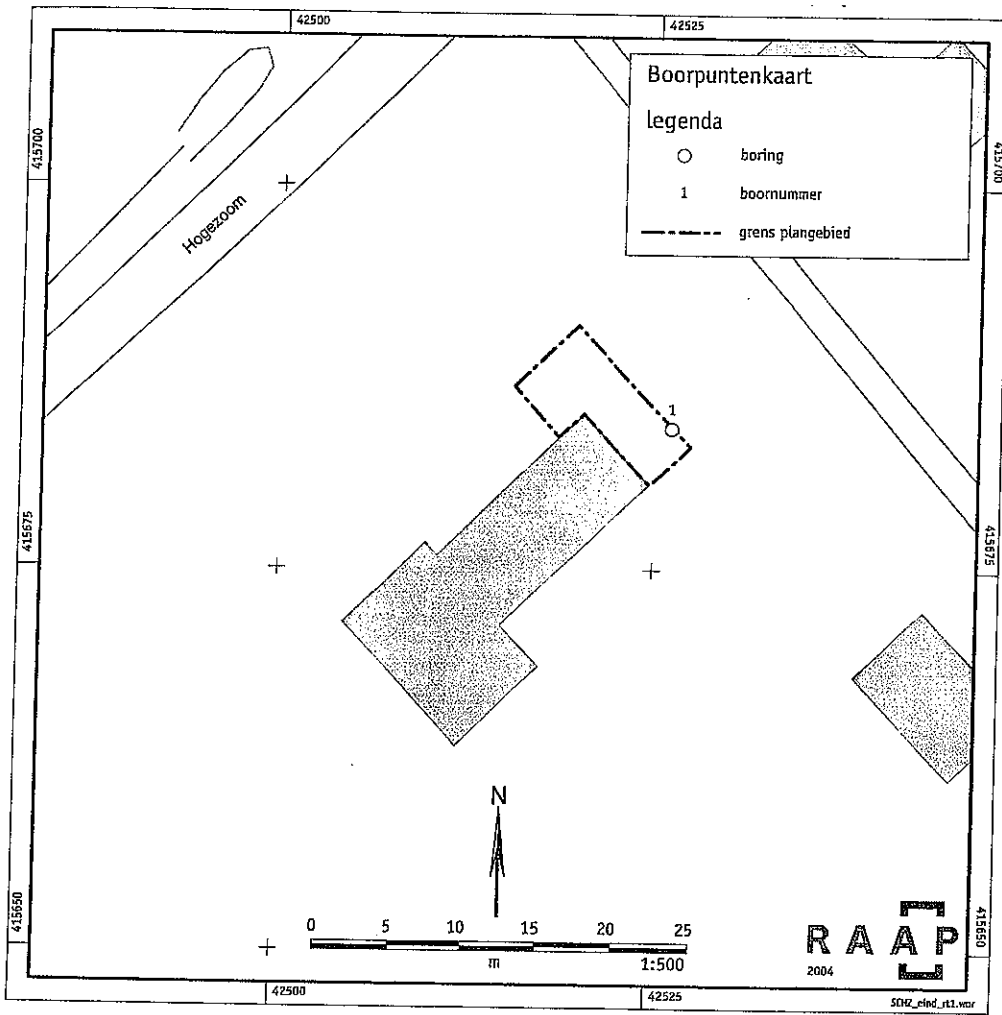 42500
42525
415700
415700
Boorpuntenkaart
legenda
boring
1 boornummer
grens plangebied
Hogezoom
1
415675
415675
N
0 5 10 15 20 25
m 1:500
RAAP
2004
415650
415650
42500
42525
SCHZ_eind_rt1.wor